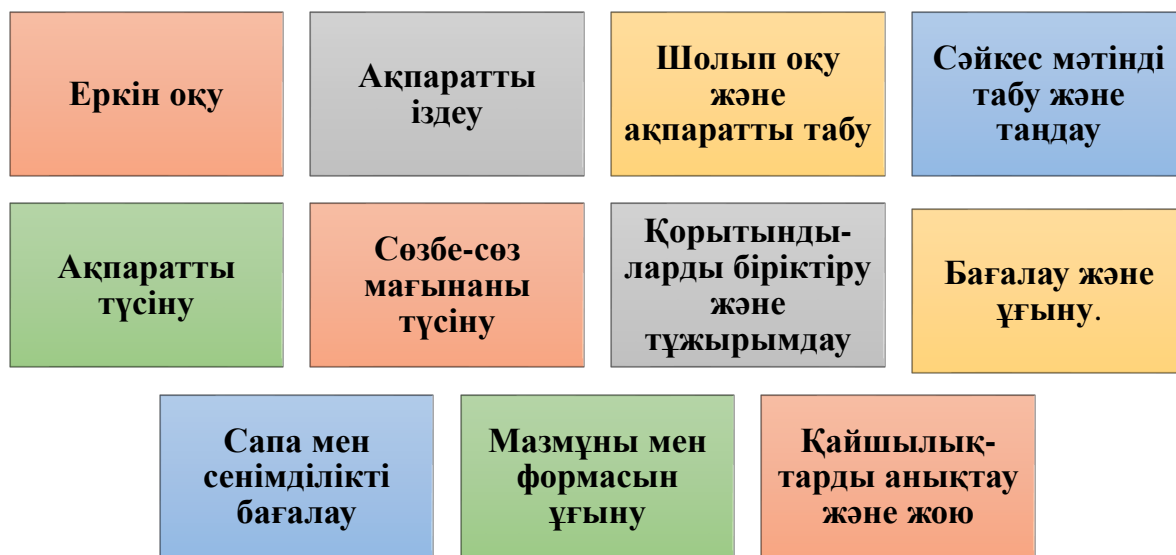 Еркін оқу
Ақпаратты
іздеу
Шолып оқу
және
ақпаратты табу
Сәйкес мәтінді
табу және
таңдау
Ақпаратты
түсіну
Сөзбе-сөз
мағынаны
түсіну
Қорытынды-
ларды біріктіру
және
тұжырымдау
Бағалау және
ұғыну.
Сапа мен
сенімділікті
бағалау
Мазмұны мен
формасын
ұғыну
Қайшылық-
тарды анықтау
және жою